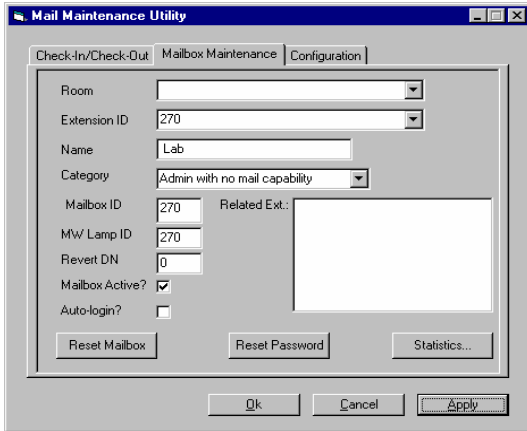 Mail Maintenance Utility
Check-In/Check-Out Mailbox Maintenance Configuration
Room
Extension ID 270
Name Lab
Category Admin with no mail capability
Mailbox ID 270 Related Ext.:
MW Lamp ID 270
Revert DN 0
Mailbox Active?
Auto-login?
Reset Mailbox Reset Password Statistics...
Ok Cancel Apply